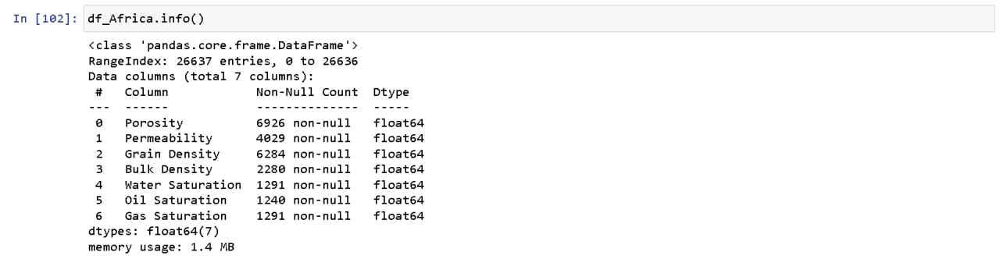 In [102]: df_Africa.info()
<class 'pandas.core.frame.DataFrame'>
RangeIndex: 26637 entries, 0 to 26636
Data columns (total 7 columns):
 #   Column            Non-Null Count  Dtype
---  ------            --------------  -----
 0   Porosity          6926 non-null   float64
 1   Permeability      4029 non-null   float64
 2   Grain Density     6284 non-null   float64
 3   Bulk Density      2280 non-null   float64
 4   Water Saturation  1291 non-null   float64
 5   Oil Saturation    1240 non-null   float64
 6   Gas Saturation    1291 non-null   float64
dtypes: float64(7)
memory usage: 1.4 MB